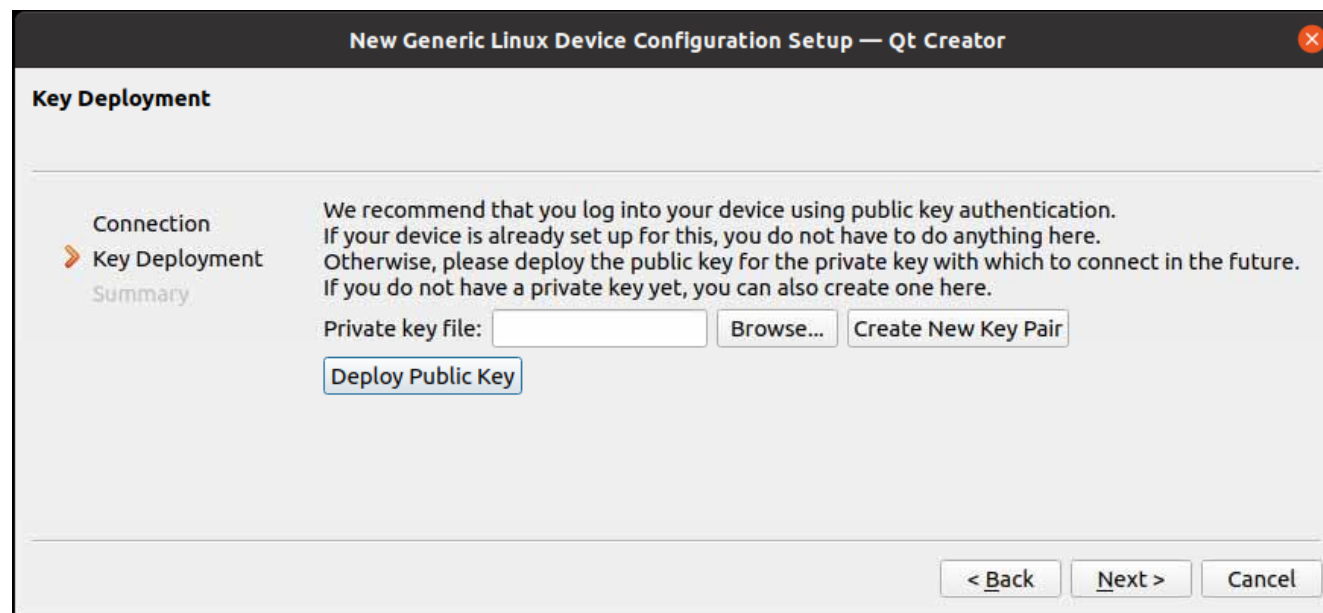 New Generic Linux Device Configuration Setup — Qt Creator
Key Deployment
Connection
Key Deployment
Summary
We recommend that you log into your device using public key authentication.
If your device is already set up for this, you do not have to do anything here.
Otherwise, please deploy the public key for the private key with which to connect in the future.
If you do not have a private key yet, you can also create one here.
Private key file: Browse... Create New Key Pair
Deploy Public Key
< Back Next > Cancel